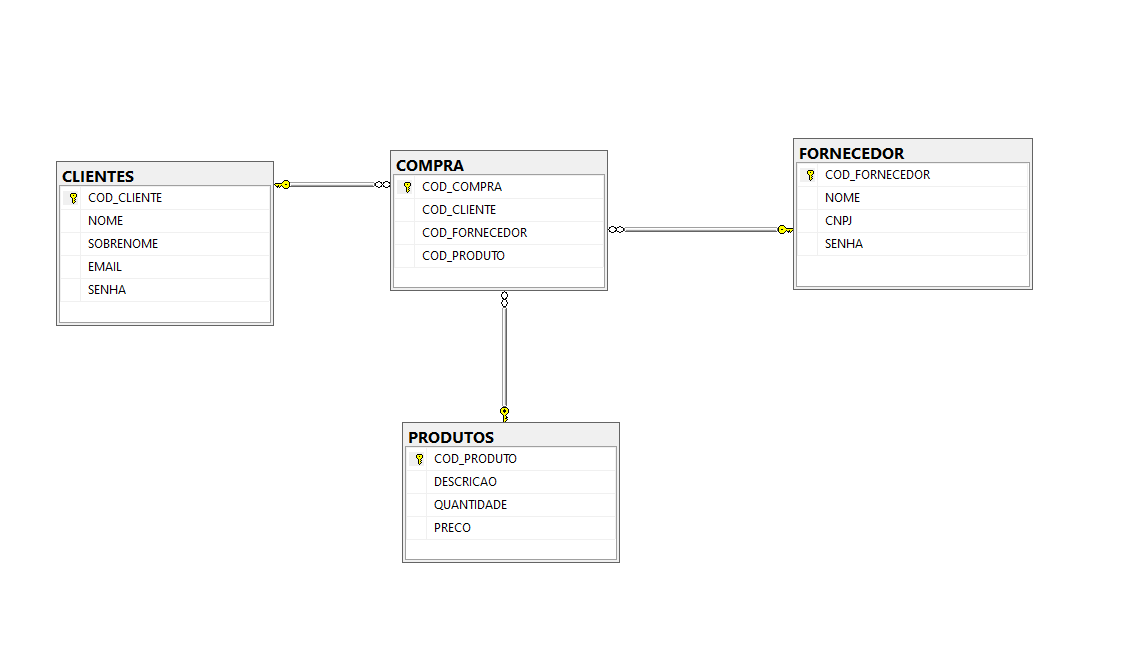 CLIENTES
COD_CLIENTE
NOME
SOBRENOME
EMAIL
SENHA
COMPRA
COD_COMPRA
COD_CLIENTE
COD_FORNECEDOR
COD_PRODUTO
FORNECEDOR
COD_FORNECEDOR
NOME
CNPJ
SENHA
PRODUTOS
COD_PRODUTO
DESCRICAO
QUANTIDADE
PRECO